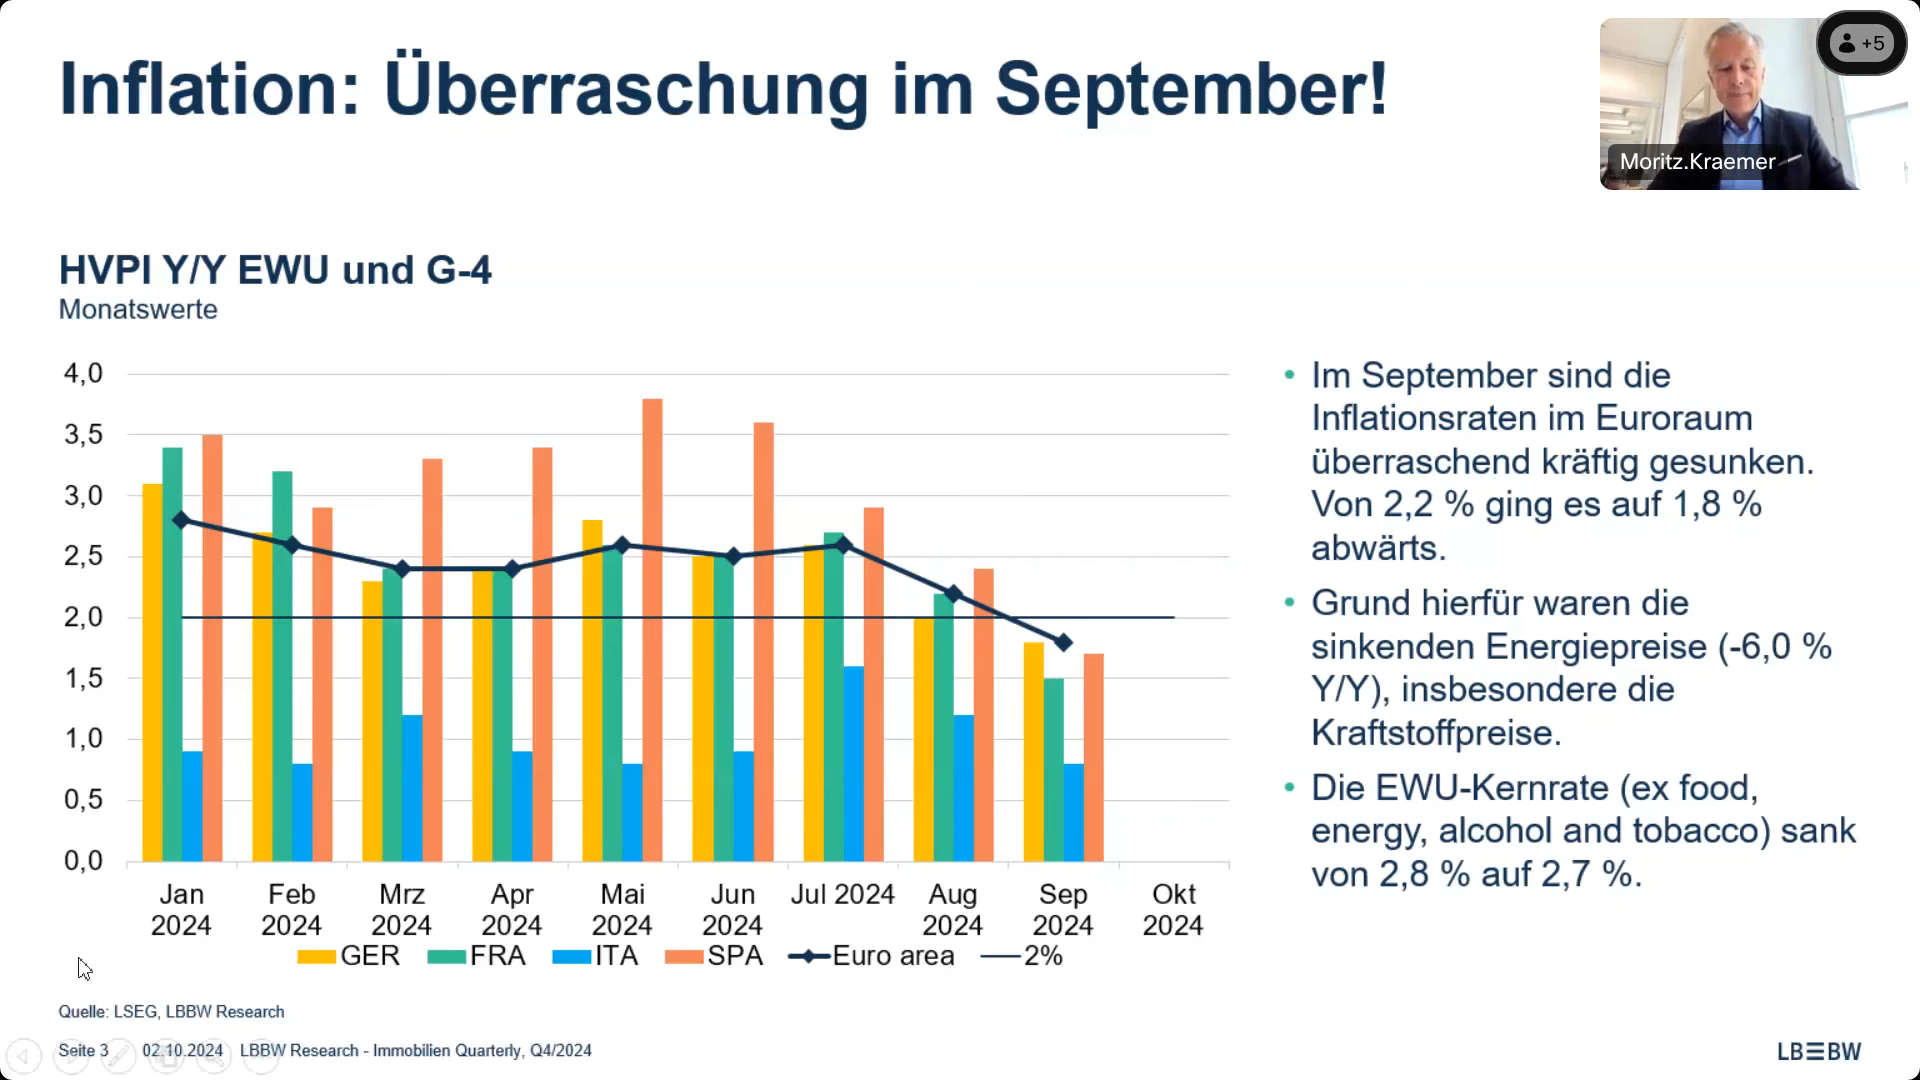 Inflation: Überraschung im September!
+5
Moritz.Kraemer
HVPI Y/Y EWU und G-4
Monatswerte
4,0
3,5
3,0
2,5
2,0
1,5
1,0
0,5
0,0
Jan 2024
Feb 2024
Mrz 2024
Apr 2024
Mai 2024
Jun 2024
Jul 2024
Aug 2024
Sep 2024
Okt 2024
GER FRA ITA SPA Euro area 2%
Im September sind die
Inflationsraten im Euroraum
überraschend kräftig gesunken.
Von 2,2 % ging es auf 1,8 %
abwärts.
Grund hierfür waren die
sinkenden Energiepreise (-6,0 %
Y/Y), insbesondere die
Kraftstoffpreise.
Die EWU-Kernrate (ex food,
energy, alcohol and tobacco) sank
von 2,8 % auf 2,7 %.
Quelle: LSEG, LBBW Research
Seite 3 02.10.2024 LBBW Research - Immobilien Quarterly, Q4/2024
LBBW